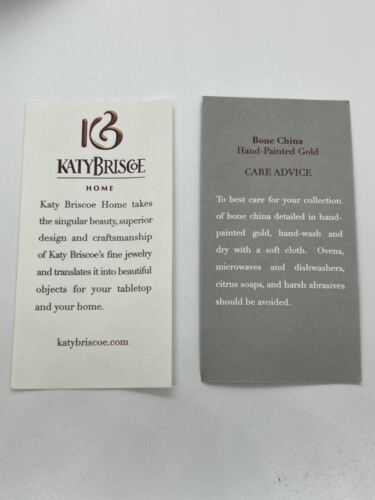 KB
KATYBRISCOE
HOME
Katy Briscoe Home takes
the singular beauty, superior
design and craftsmanship
of Katy Briscoe's fine jewelry
and translates it into beautiful
objects for your tabletop
and your home.
katybriscoe.com
Bone China
Hand-Painted Gold
CARE ADVICE
To best care for your collection
of bone china detailed in hand-
painted gold, hand-wash and
dry with a soft cloth. Ovens,
microwaves and dishwashers,
citrus soaps, and harsh abrasives
should be avoided.